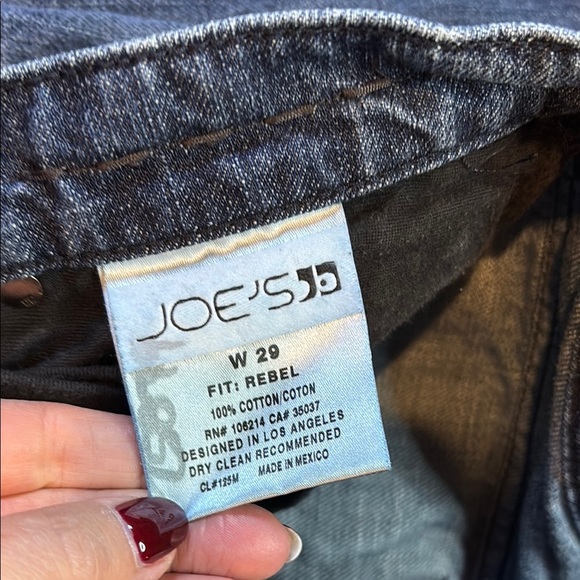 JOE'S
W 29
FIT: REBEL
100% COTTON/COTON
RN# 106214 CA# 35037
DESIGNED IN LOS ANGELES
DRY CLEAN RECOMMENDED
CL#125M MADE IN MEXICO